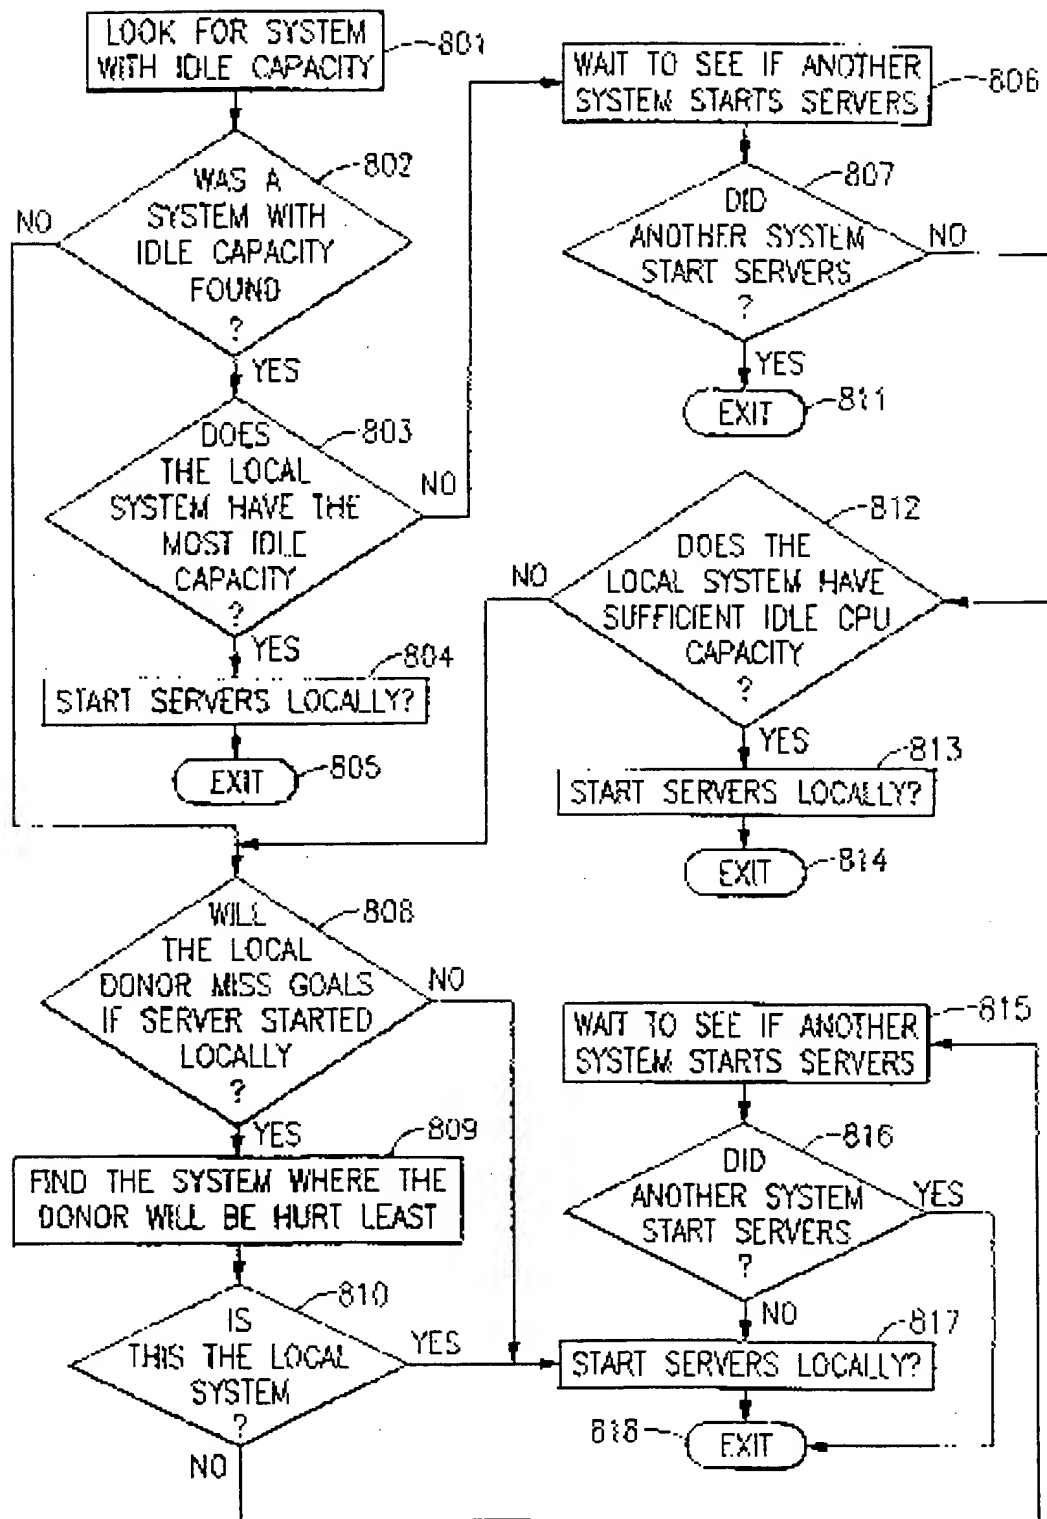 LOOK FOR SYSTEM
WITH IDLE CAPACITY
801
802
WAS A
SYSTEM WITH
IDLE CAPACITY
FOUND
?
NO
YES
803
DOES
THE LOCAL
SYSTEM HAVE THE
MOST IDLE
CAPACITY
?
NO
YES
804
START SERVERS LOCALLY?
EXIT
805
WAIT TO SEE IF ANOTHER
SYSTEM STARTS SERVERS
806
807
DID
ANOTHER SYSTEM
START SERVERS
?
NO
YES
EXIT
811
812
DOES THE
LOCAL SYSTEM HAVE
SUFFICIENT IDLE CPU
CAPACITY
?
NO
YES
813
START SERVERS LOCALLY?
EXIT
814
808
WILL
THE LOCAL
DONOR MISS GOALS
IF SERVER STARTED
LOCALLY
?
NO
YES
809
FIND THE SYSTEM WHERE THE
DONOR WILL BE HURT LEAST
810
IS
THIS THE LOCAL
SYSTEM
?
YES
NO
815
WAIT TO SEE IF ANOTHER
SYSTEM STARTS SERVERS
816
DID
ANOTHER SYSTEM
START SERVERS
?
YES
NO
817
START SERVERS LOCALLY?
818
EXIT